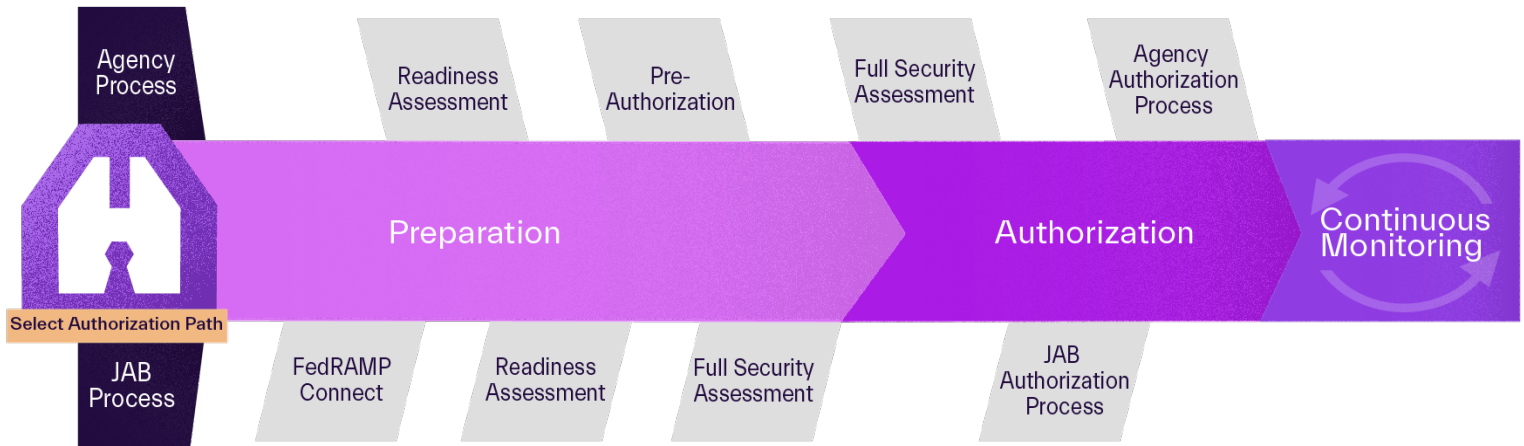 Agency
Process
Readiness
Assessment
Pre-
Authorization
Full Security
Assessment
Agency
Authorization
Process
Preparation
Authorization
Continuous
Monitoring
Select Authorization Path
JAB
Process
FedRAMP
Connect
Readiness
Assessment
Full Security
Assessment
JAB
Authorization
Process